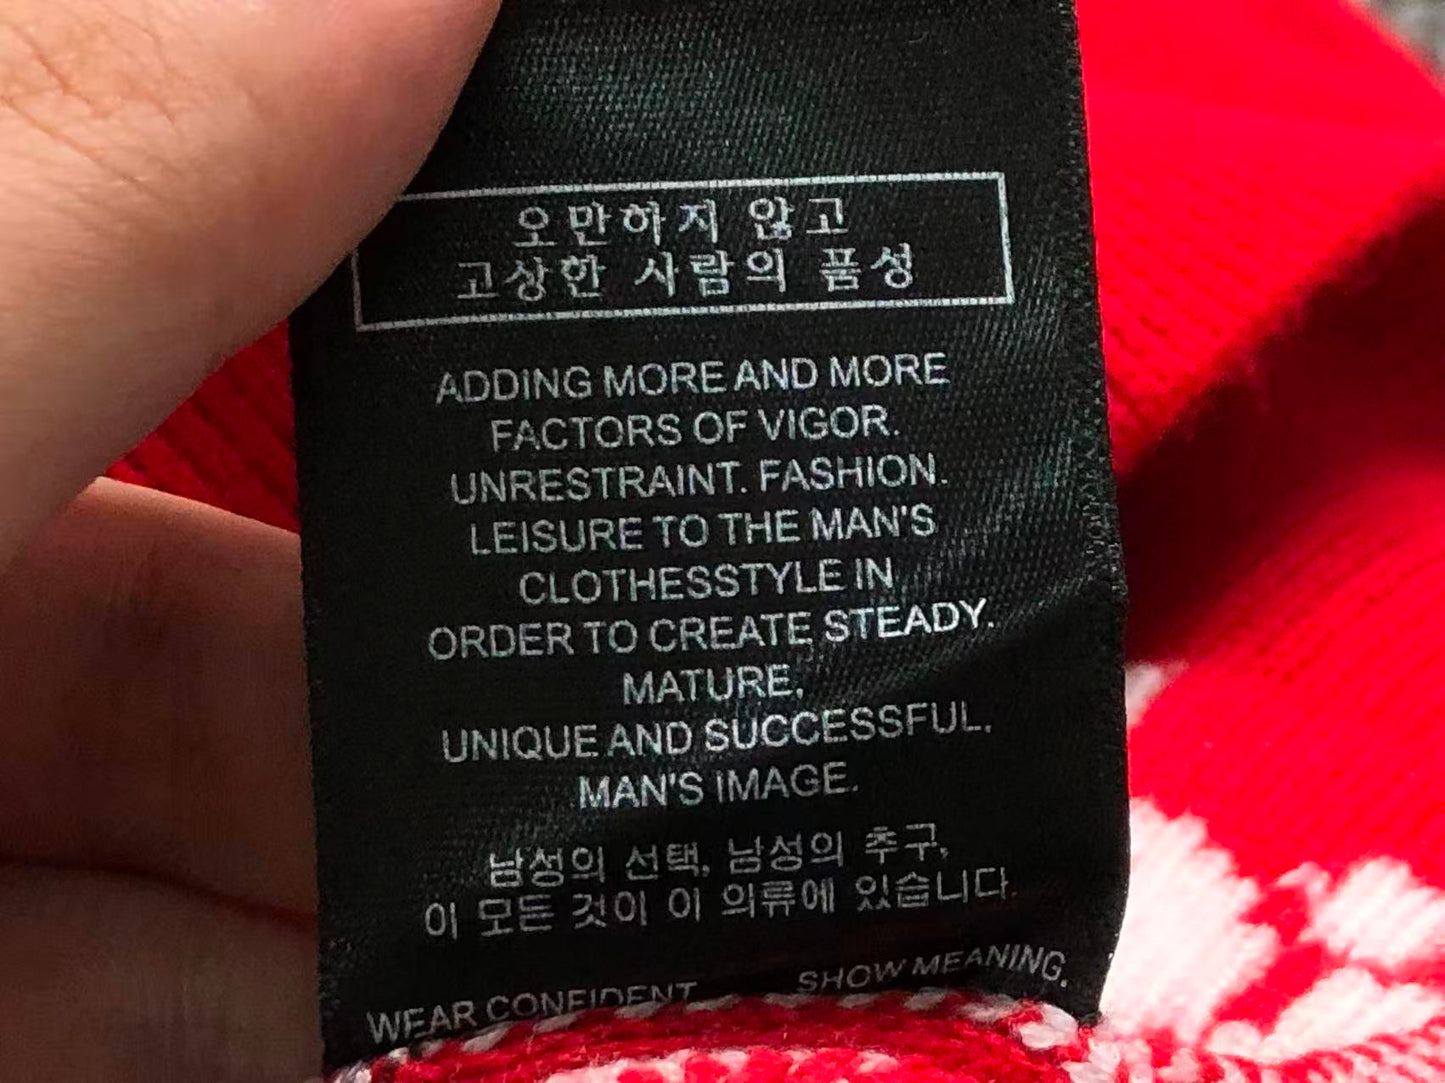 오만하지 않고
고상한 사람의 품성
ADDING MORE AND MORE
FACTORS OF VIGOR.
UNRESTRAINT. FASHION.
LEISURE TO THE MAN'S
CLOTHESSTYLE IN
ORDER TO CREATE STEADY.
MATURE,
UNIQUE AND SUCCESSFUL,
MAN'S IMAGE.
남성의 선택, 남성의 추구,
이 모든 것이 이 의류에 있습니다.
WEAR CONFIDENT SHOW MEANING,